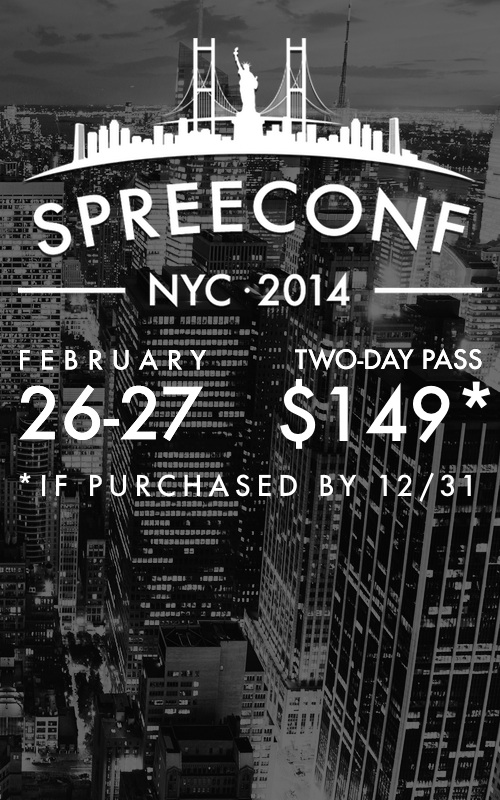 SPREECONF
NYC · 2014
FEBRUARY
26-27
TWO-DAY PASS
$149*
*IF PURCHASED BY 12/31